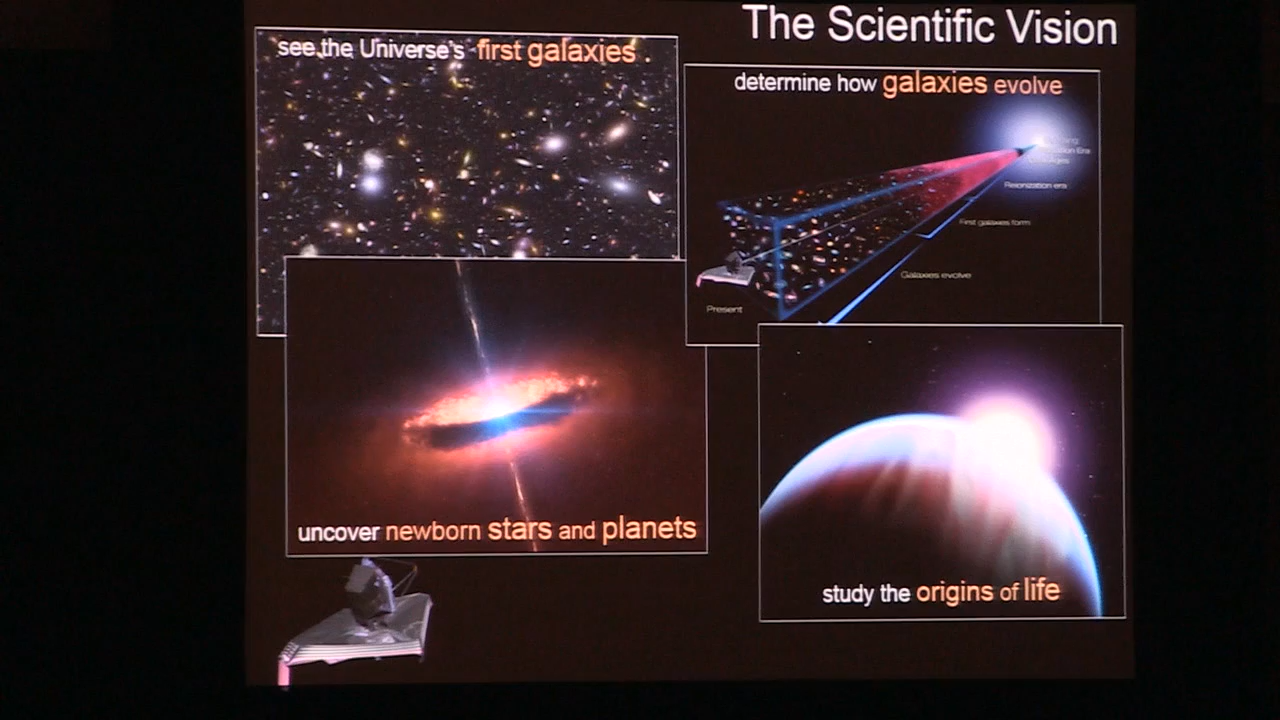 The Scientific Vision
see the Universe's first galaxies .
determine how galaxies evolve
Reionization era
First galaxies form
Galaxies evolve
Present
uncover newborn stars and planets
study the origins of life